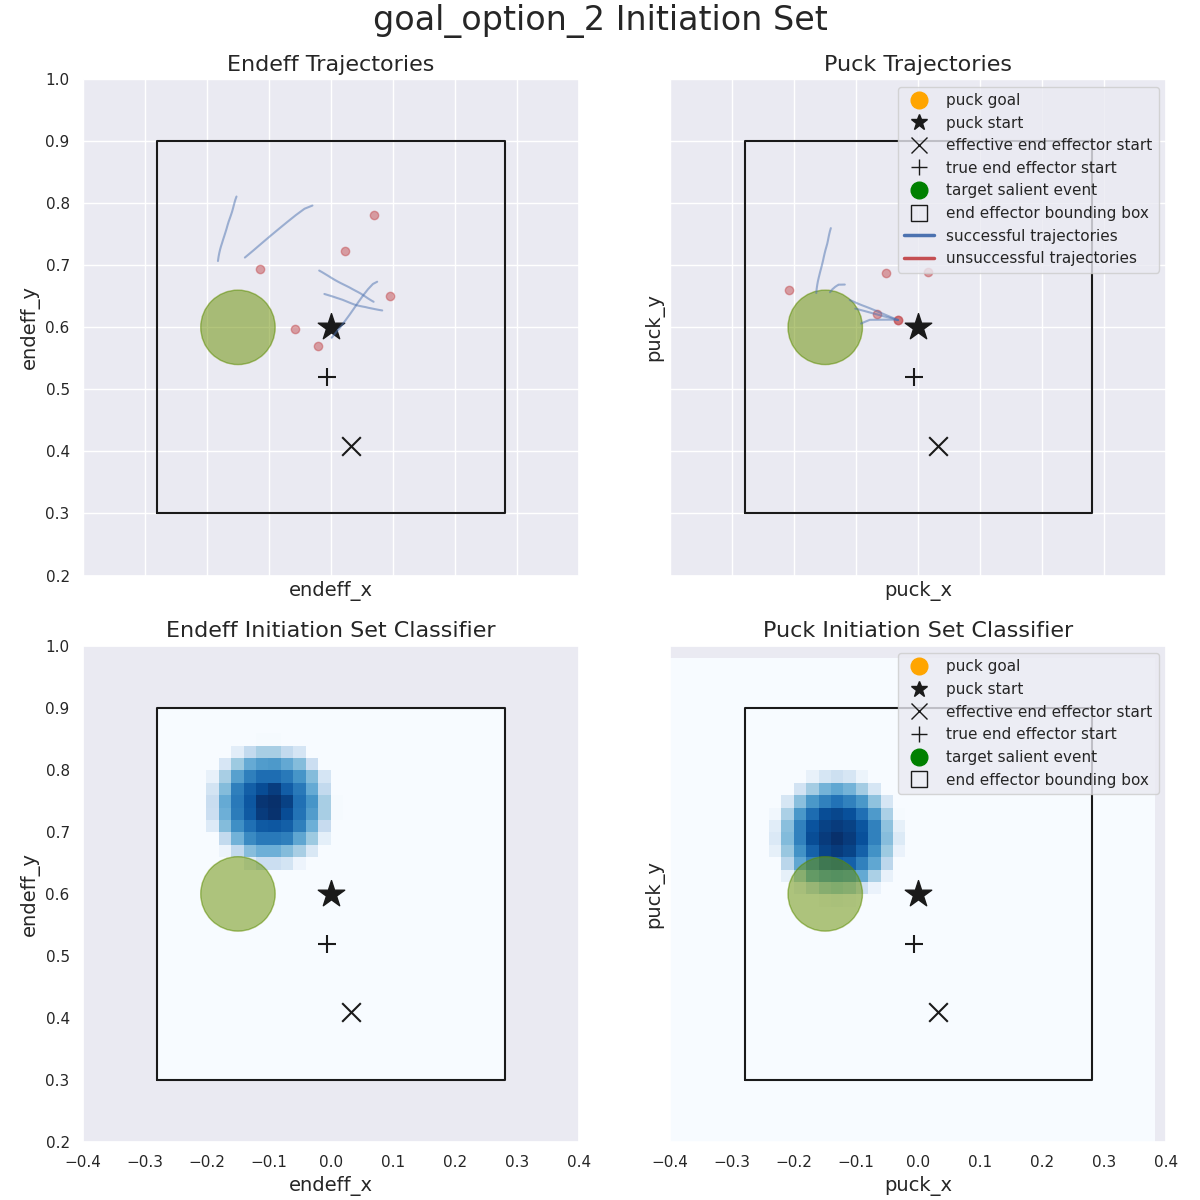 goal_option_2 Initiation Set
Endeff Trajectories
1.0
0.9
0.8
0.7
0.6
0.5
0.4
0.3
0.2
endeff_y
endeff_x
Puck Trajectories
puck goal
puck start
effective end effector start
true end effector start
target salient event
end effector bounding box
successful trajectories
unsuccessful trajectories
puck_y
puck_x
Endeff Initiation Set Classifier
1.0
0.9
0.8
0.7
0.6
0.5
0.4
0.3
0.2
endeff_y
−0.4 −0.3 −0.2 −0.1 0.0 0.1 0.2 0.3 0.4
endeff_x
Puck Initiation Set Classifier
puck goal
puck start
effective end effector start
true end effector start
target salient event
end effector bounding box
puck_y
−0.4 −0.3 −0.2 −0.1 0.0 0.1 0.2 0.3 0.4
puck_x